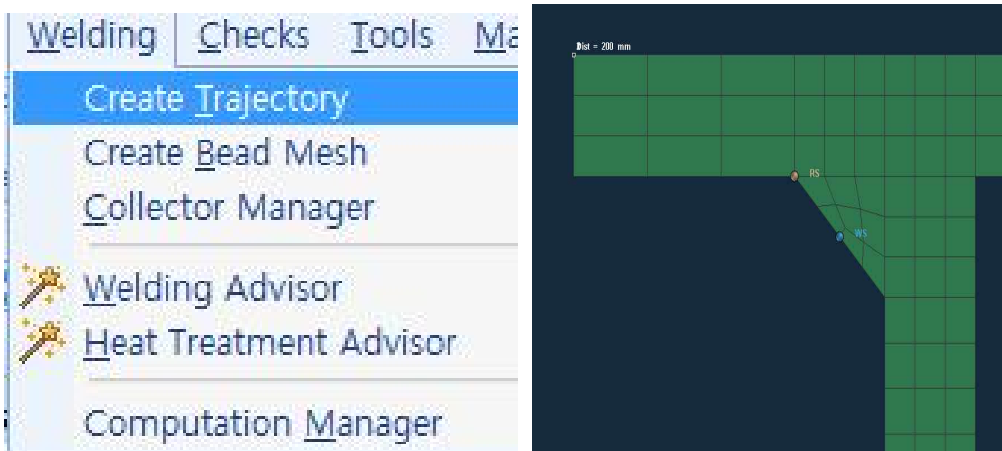 Welding Checks Tools Ma
Create Trajectory
Create Bead Mesh
Collector Manager
Welding Advisor
Heat Treatment Advisor
Computation Manager
Dist = 200 mm
RS
WS